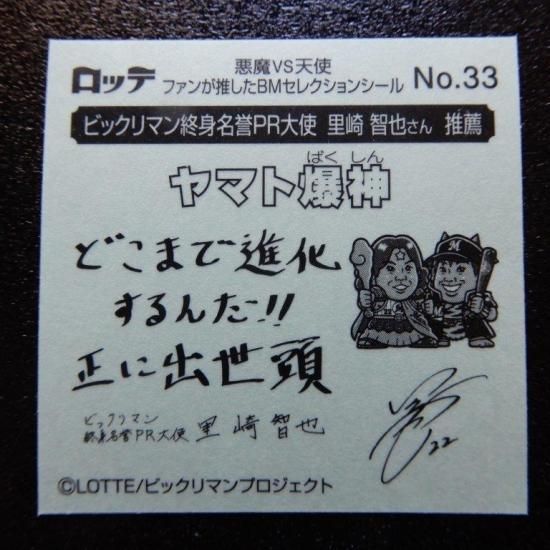 ロッテ
悪魔VS天使
ファンが推したBMセレクションシール
No.33
ビックリマン終身名誉PR大使 里崎 智也さん 推薦
ばくしん
ヤマト爆神
どこまで進化
するんだ!!
正に出世頭
ビックリマン
終身名誉PR大使 里崎智也
M
22
©LOTTE/ビックリマンプロジェクト